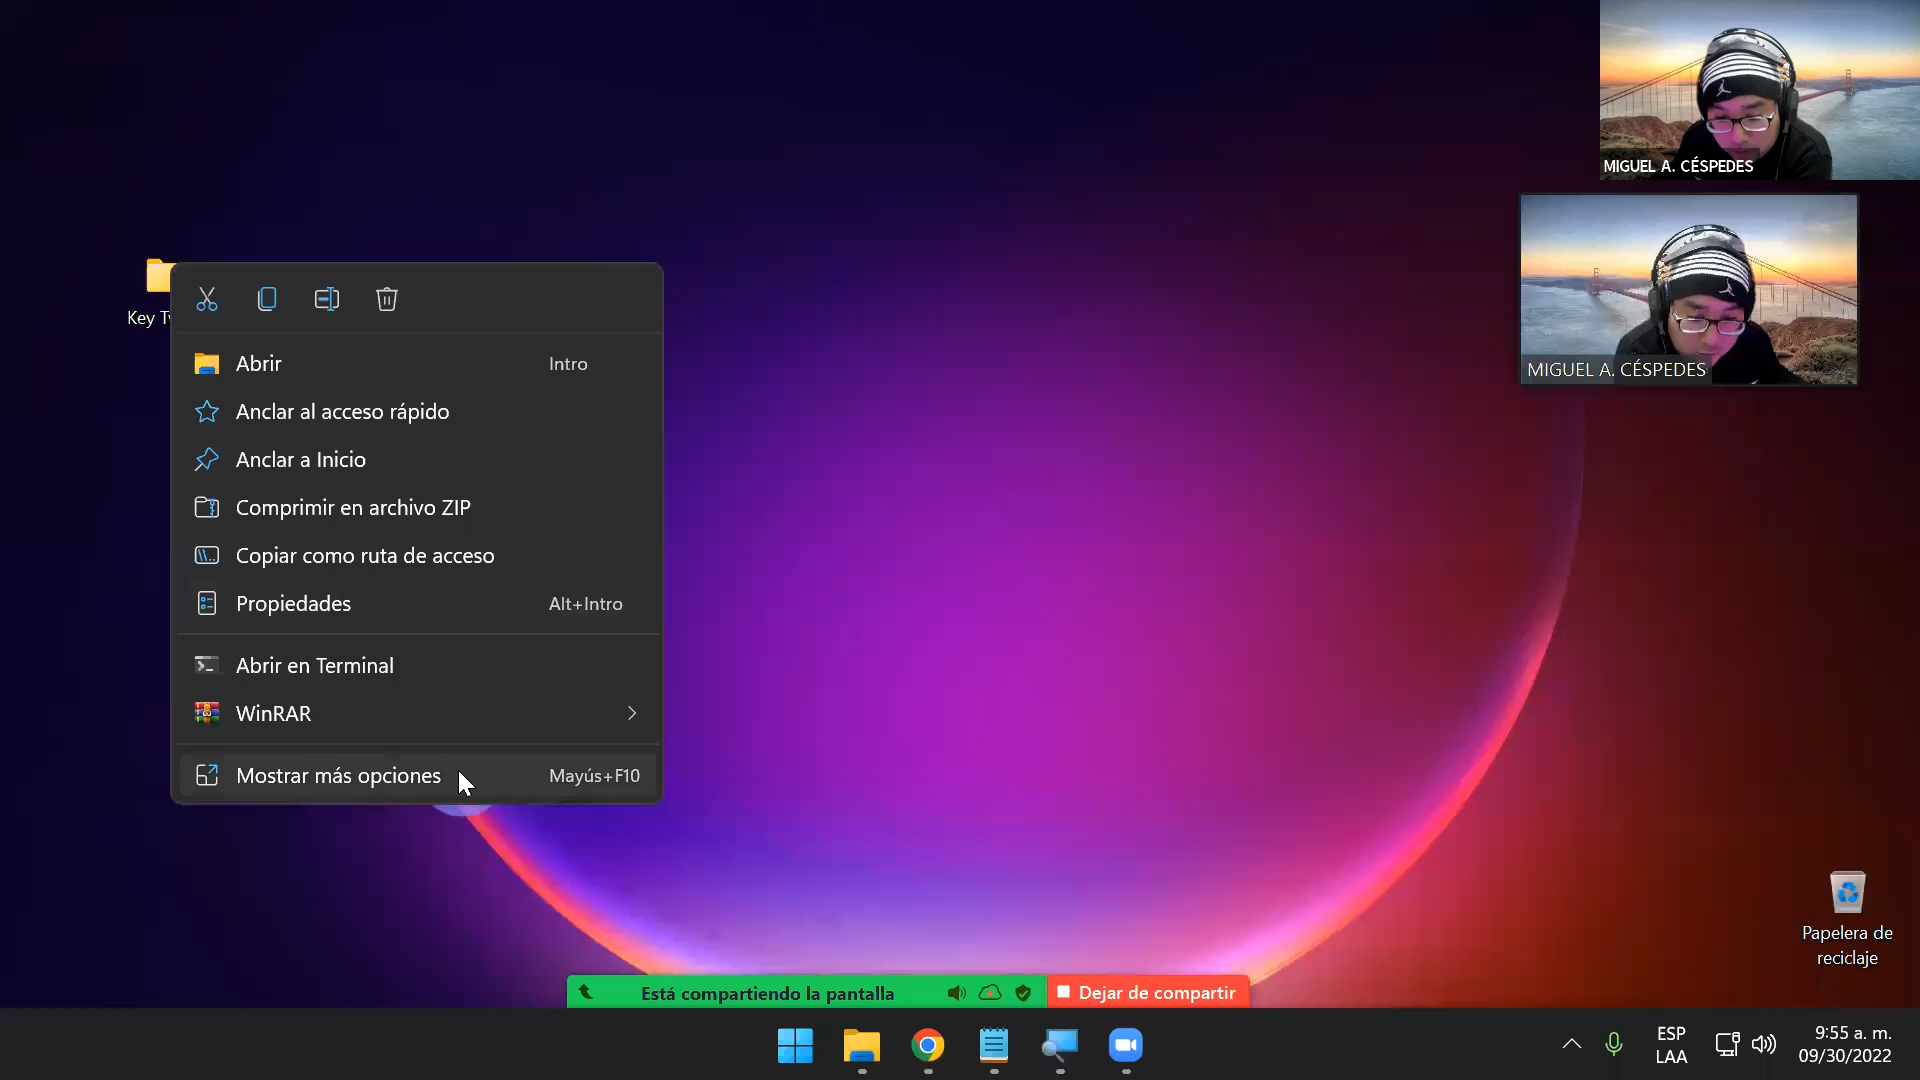 MIGUEL A. CÉSPEDES
MIGUEL A. CÉSPEDES
Key
Abrir Intro
Anclar al acceso rápido
Anclar a Inicio
Comprimir en archivo ZIP
Copiar como ruta de acceso
Propiedades Alt+Intro
Abrir en Terminal
WinRAR
Mostrar más opciones Mayús+F10
Papelera de
reciclaje
Está compartiendo la pantalla Dejar de compartir
ESP
LAA
9:55 a. m.
09/30/2022